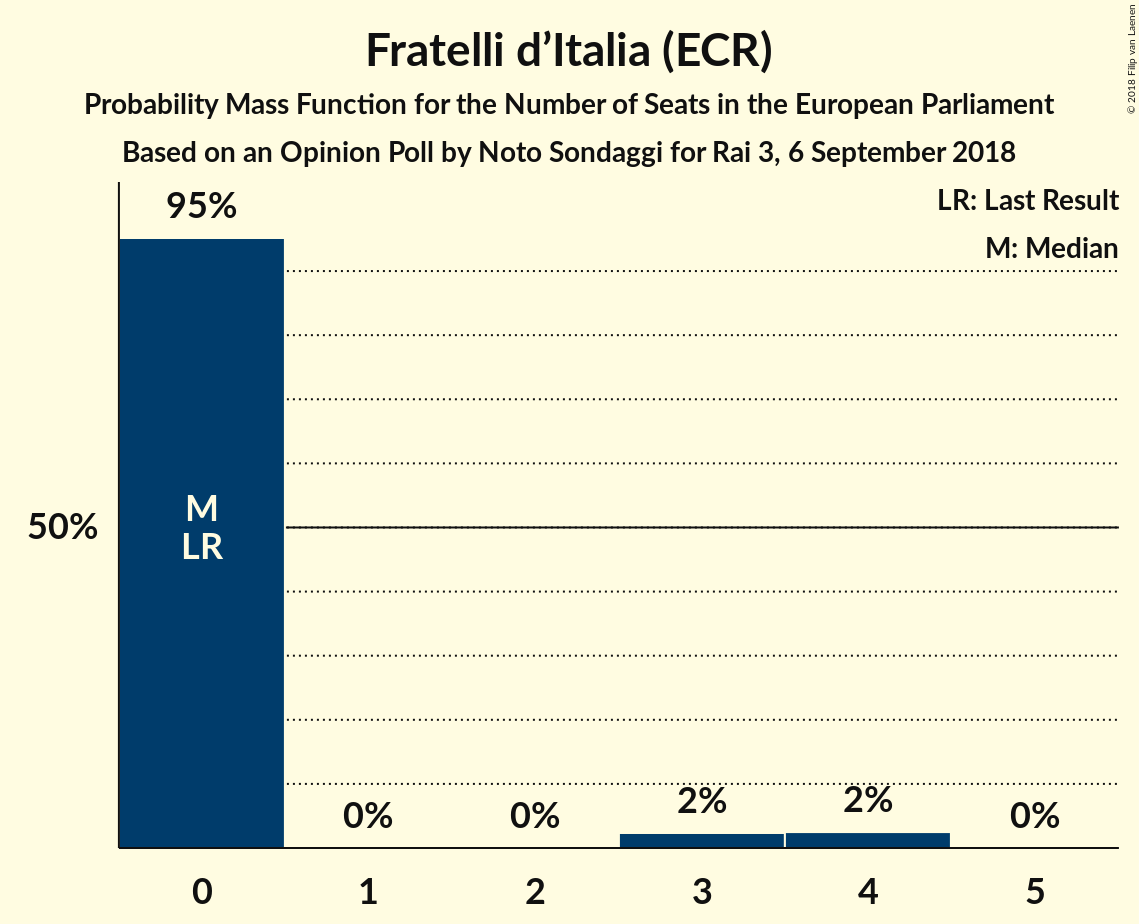 Fratelli d’Italia (ECR)
Probability Mass Function for the Number of Seats in the European Parliament
Based on an Opinion Poll by Noto Sondaggi for Rai 3, 6 September 2018
© 2018 Filip van Laenen
LR: Last Result
M: Median
95%
50%
M
LR
0%
0%
2%
2%
0%
0
1
2
3
4
5